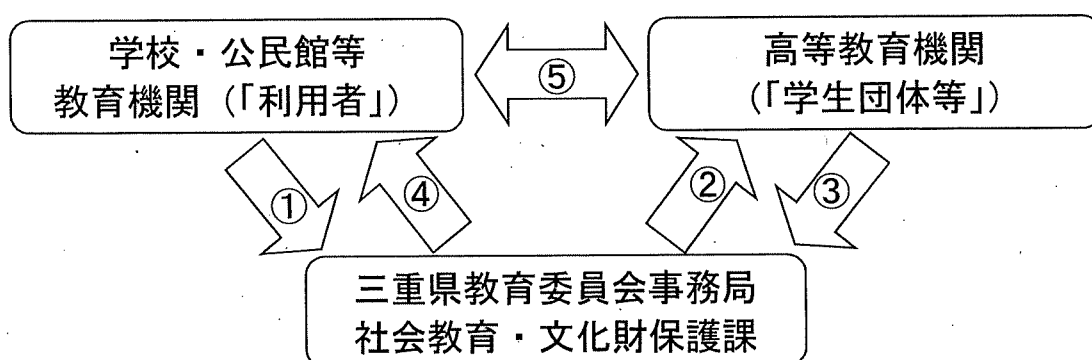 学校・公民館等
教育機関（「利用者」）
⑤
高等教育機関
（「学生団体等」）
①
④
②
③
三重県教育委員会事務局
社会教育・文化財保護課